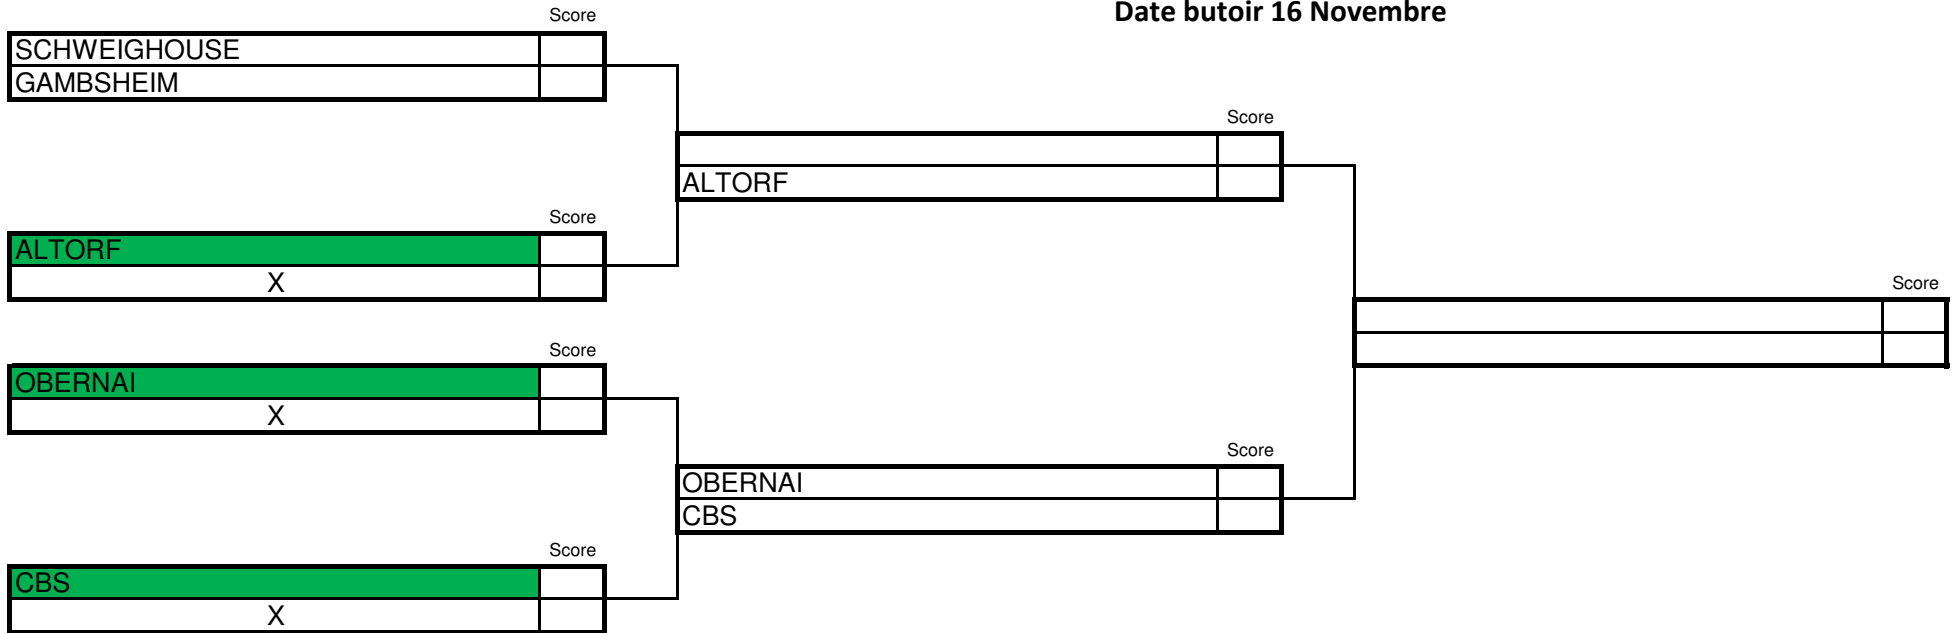 Date butoir 16 Novembre
Score
SCHWEIGHOUSE
GAMBSHEIM
Score
ALTORF
Score
ALTORF
X
Score
Score
OBERNAI
X
Score
OBERNAI
CBS
Score
CBS
X